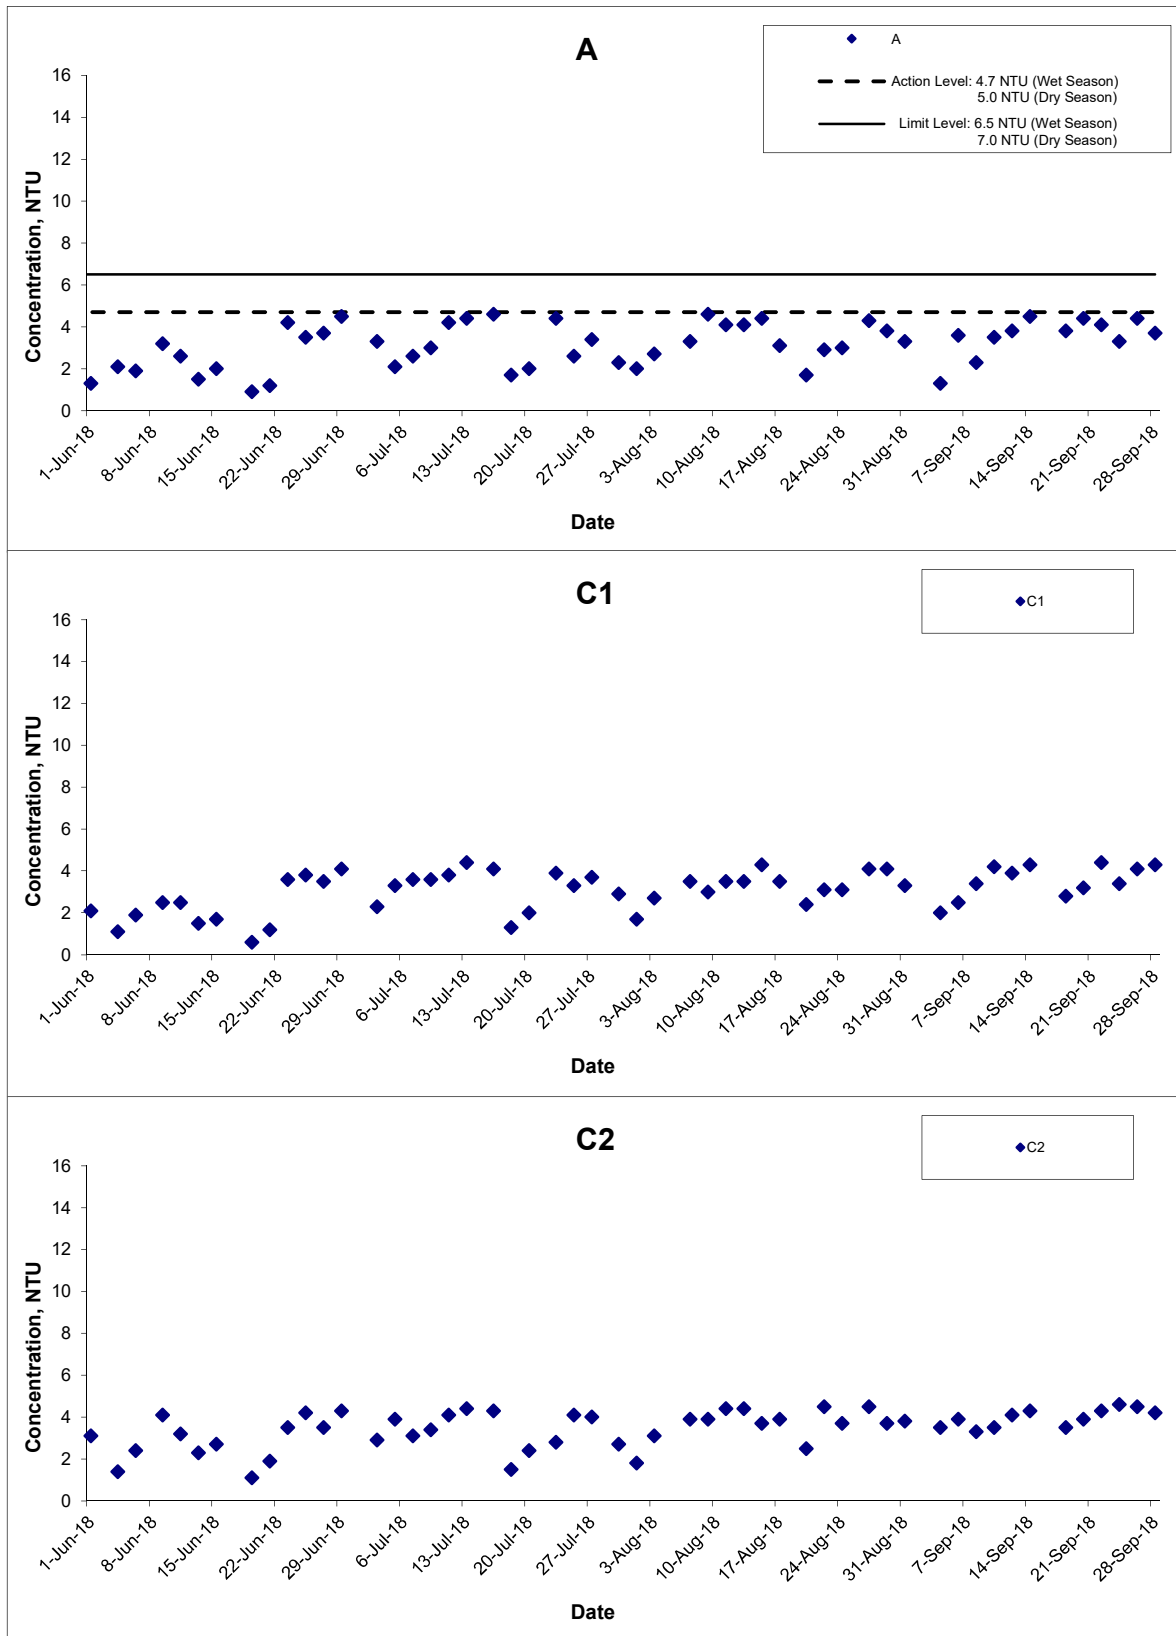 A
A
Action Level: 4.7 NTU (Wet Season)
5.0 NTU (Dry Season)
Limit Level: 6.5 NTU (Wet Season)
7.0 NTU (Dry Season)
Concentration, NTU
16
14
12
10
8
6
4
2
0
1-Jun-18
8-Jun-18
15-Jun-18
22-Jun-18
29-Jun-18
6-Jul-18
13-Jul-18
20-Jul-18
27-Jul-18
3-Aug-18
10-Aug-18
17-Aug-18
24-Aug-18
31-Aug-18
7-Sep-18
14-Sep-18
21-Sep-18
28-Sep-18
Date
C1
C1
Concentration, NTU
16
14
12
10
8
6
4
2
0
1-Jun-18
8-Jun-18
15-Jun-18
22-Jun-18
29-Jun-18
6-Jul-18
13-Jul-18
20-Jul-18
27-Jul-18
3-Aug-18
10-Aug-18
17-Aug-18
24-Aug-18
31-Aug-18
7-Sep-18
14-Sep-18
21-Sep-18
28-Sep-18
Date
C2
C2
Concentration, NTU
16
14
12
10
8
6
4
2
0
1-Jun-18
8-Jun-18
15-Jun-18
22-Jun-18
29-Jun-18
6-Jul-18
13-Jul-18
20-Jul-18
27-Jul-18
3-Aug-18
10-Aug-18
17-Aug-18
24-Aug-18
31-Aug-18
7-Sep-18
14-Sep-18
21-Sep-18
28-Sep-18
Date